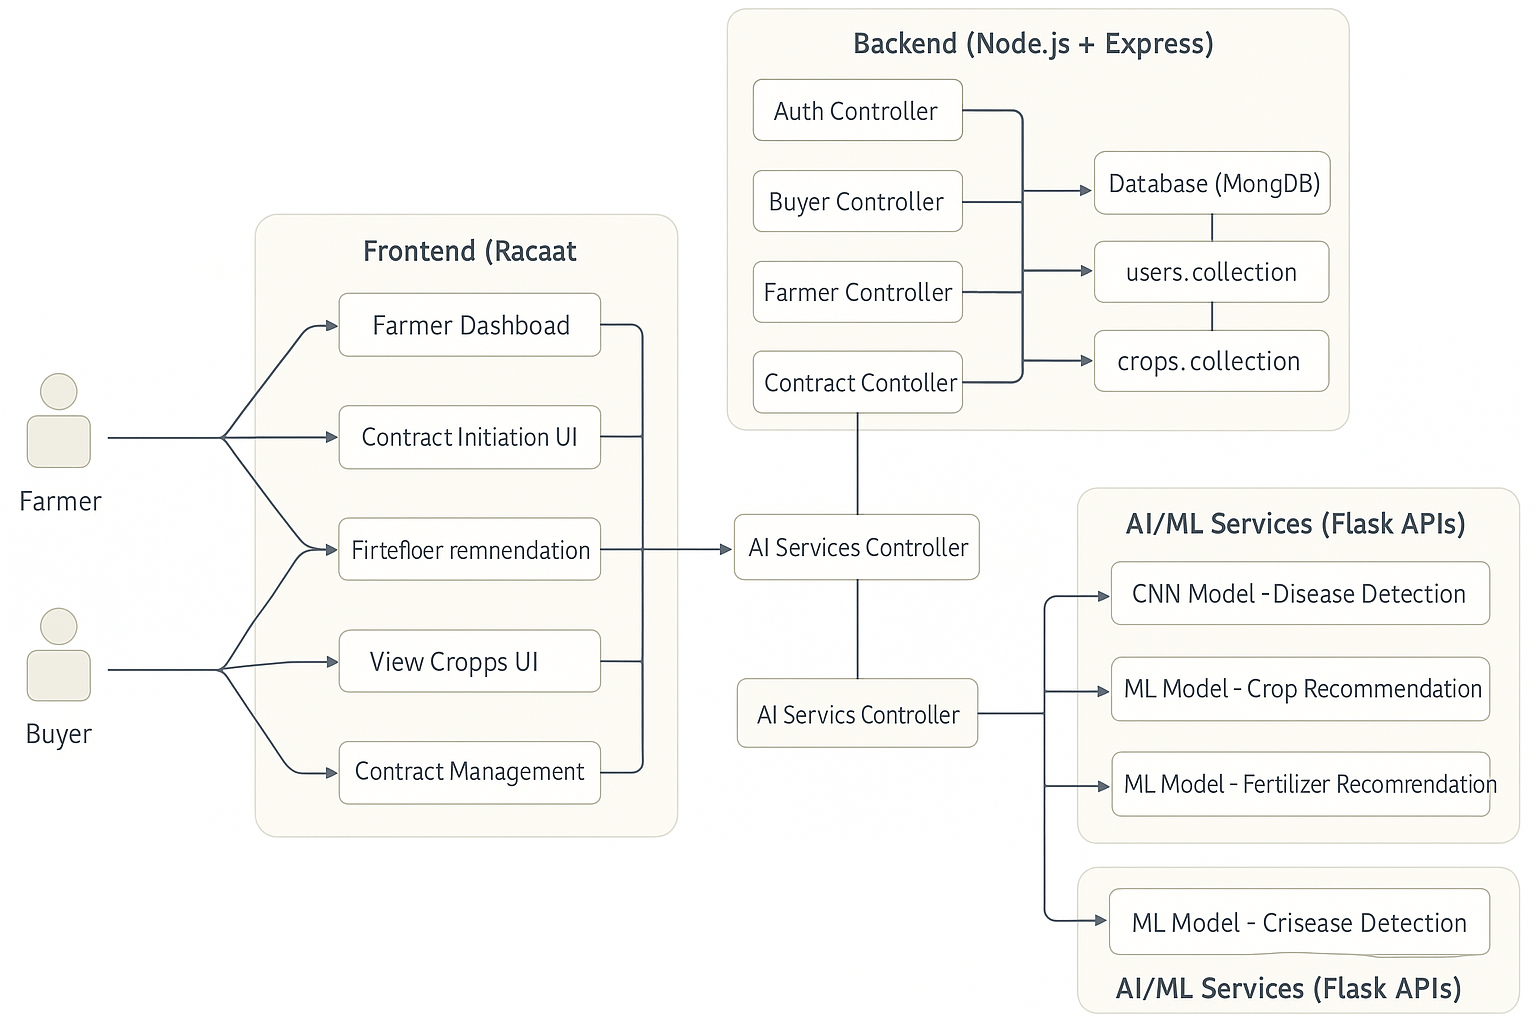 Backend (Node.js + Express)
Auth Controller
Buyer Controller
Farmer Controller
Contract Contoller
Database (MongDB)
users.collection
crops.collection
Frontend (Racaat
Farmer Dashboad
Contract Initiation UI
Firtefloer remnendation
View Cropps UI
Contract Management
Farmer
Buyer
AI Services Controller
AI Servics Controller
AI/ML Services (Flask APIs)
CNN Model - Disease Detection
ML Model - Crop Recommendation
ML Model - Fertilizer Recomrendation
ML Model - Crisease Detection
AI/ML Services (Flask APIs)